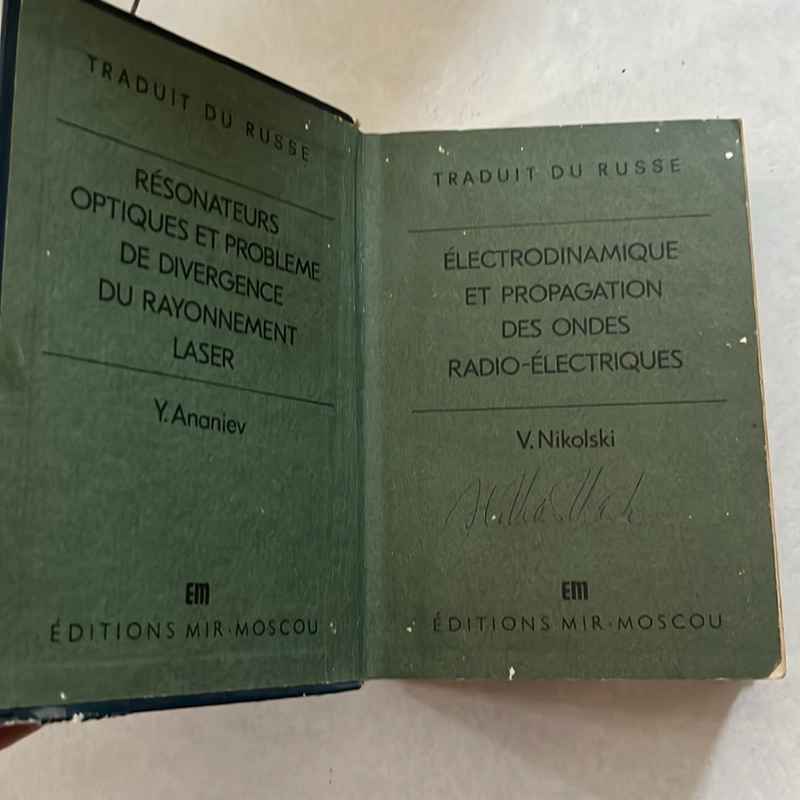 TRADUIT DU RUSSE
RÉSONATEURS
OPTIQUES ET PROBLEME
DE DIVERGENCE
DU RAYONNEMENT
LASER
Y. Ananiev
EM
ÉDITIONS MIR·MOSCOU
TRADUIT DU RUSSE
ÉLECTRODINAMIQUE
ET PROPAGATION
DES ONDES
RADIO-ÉLECTRIQUES
V. Nikolski
EM
ÉDITIONS MIR·MOSCOU